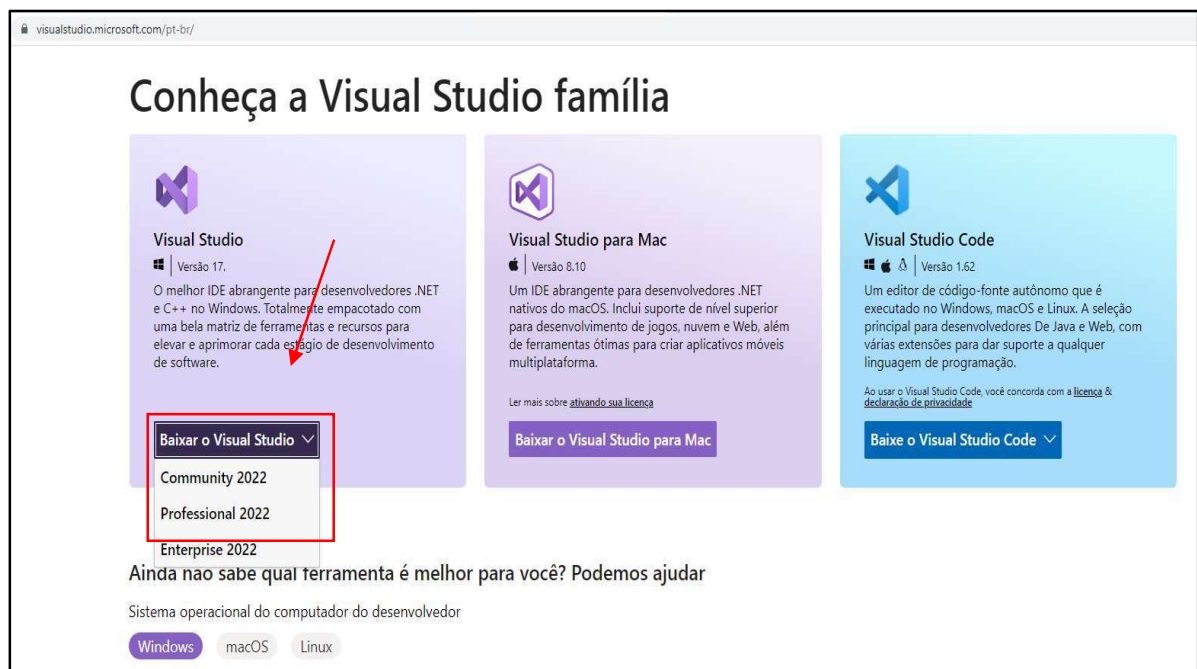 visualstudio.microsoft.com/pt-br/
Conheça a Visual Studio família
Visual Studio
Versão 17.
O melhor IDE abrangente para desenvolvedores .NET
e C++ no Windows. Totalmente empacotado com
uma bela matriz de ferramentas e recursos para
elevar e aprimorar cada estágio de desenvolvimento
de software.
Baixar o Visual Studio
Community 2022
Professional 2022
Enterprise 2022
Visual Studio para Mac
Versão 8.10
Um IDE abrangente para desenvolvedores .NET
nativos do macOS. Inclui suporte de nível superior
para desenvolvimento de jogos, nuvem e Web, além
de ferramentas ótimas para criar aplicativos móveis
multiplataforma.
Ler mais sobre ativando sua licença
Baixar o Visual Studio para Mac
Visual Studio Code
Versão 1.62
Um editor de código-fonte autônomo que é
executado no Windows, macOS e Linux. A seleção
principal para desenvolvedores De Java e Web, com
várias extensões para dar suporte a qualquer
linguagem de programação.
Ao usar o Visual Studio Code, você concorda com a licença &
declaração de privacidade
Baixe o Visual Studio Code
Ainda não sabe qual ferramenta é melhor para você? Podemos ajudar
Sistema operacional do computador do desenvolvedor
Windows macOS Linux